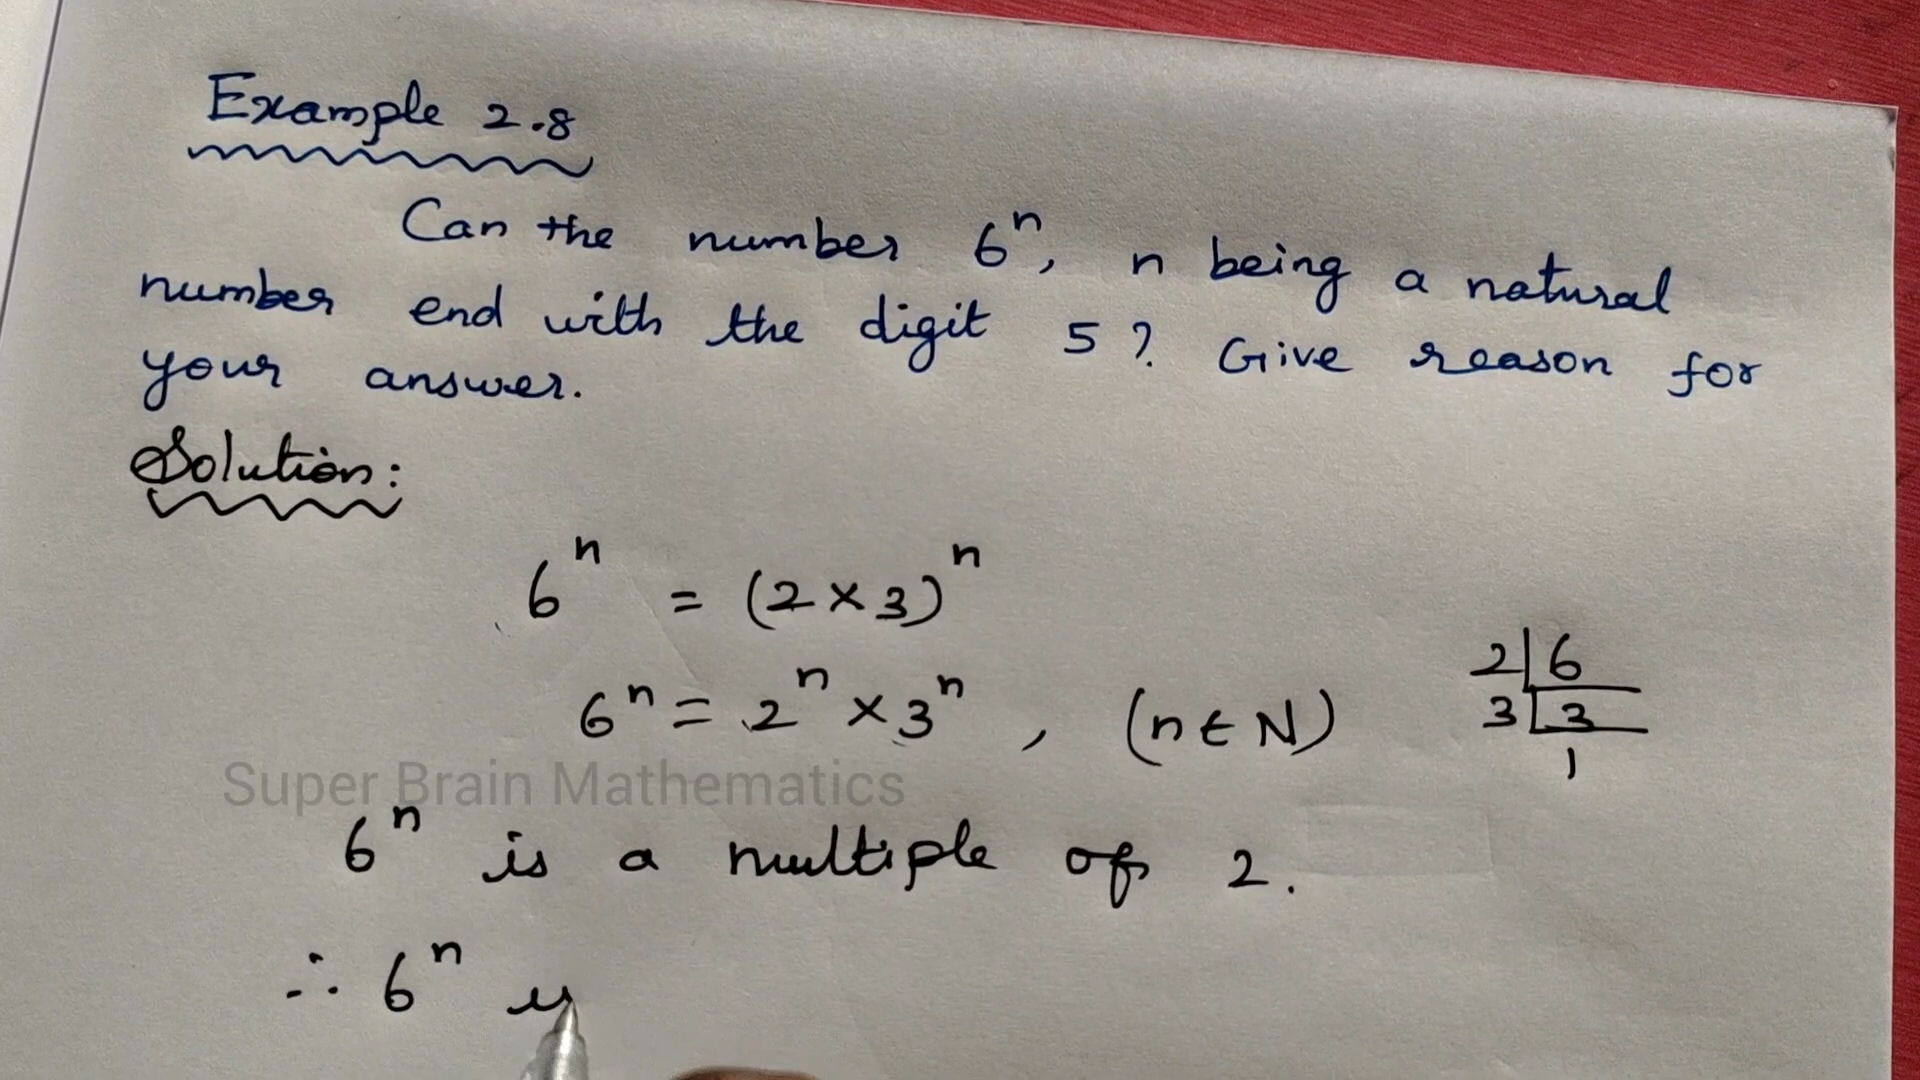 Example 2.8
Can the number 6ⁿ, n being a natural
number end with the digit 5? Give reason for
your answer.
Solution:
6ⁿ = (2 × 3)ⁿ
6ⁿ = 2ⁿ × 3ⁿ, (n ∈ N)
2|6
3|3
1
Super Brain Mathematics
6ⁿ is a multiple of 2.
∴ 6ⁿ is